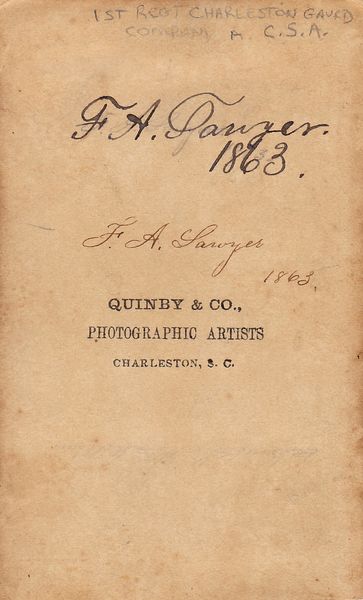 1ST REGT CHARLESTON GAURD
COMPANY A. C.S.A.
F. A. Sawyer.
1863.
F. A. Sawyer
1863.
QUINBY & CO.,
PHOTOGRAPHIC ARTISTS
CHARLESTON, S. C.